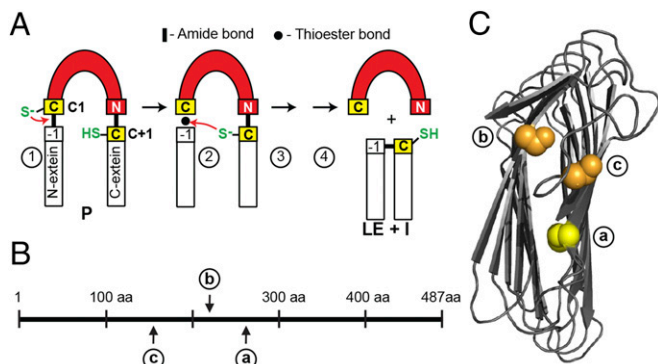 A
- Amide bond
- Thioester bond
C
S-
C
C1
N
-1
HS
C
C+1
1
N-extein
C-extein
P
C
-1
S-
N
C
2
3
4
C
N
+
SH
-1
C
LE + I
b
c
a
B
b
1
100 aa
300 aa
400 aa
487aa
c
a